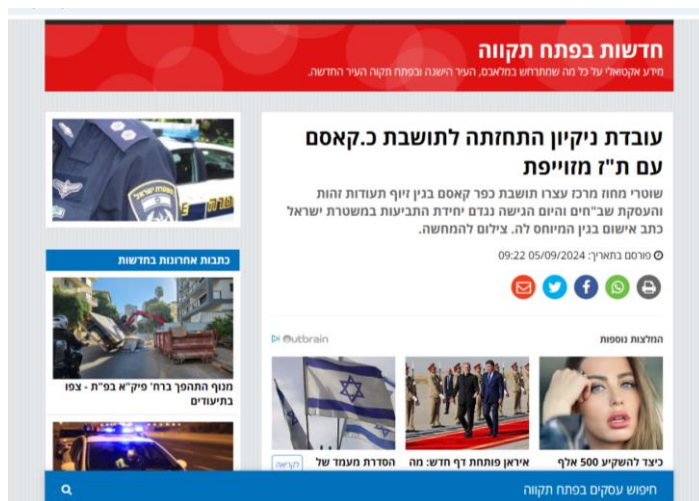 חדשות בפתח תקווה
מידע אקטואלי על כל מה שמתרחש במלאבס, העיר הישנה ובפתח תקוה העיר החדשה.
עובדת ניקיון התחזתה לתושבת כ.קאסם
עם ת"ז מזוייפת
שוטרי מחוז מרכז עצרו תושבת כפר קאסם בגין זיוף תעודות זהות
והעסקת שב"חים והיום הגישה נגדם יחידת התביעות במשטרת ישראל
כתב אישום בגין המיוחס לה. צילום להמחשה.
פורסם בתאריך: 05/09/2024 09:22
המלצות נוספות
Outbrain
כיצד להשקיע 500 אלף
איראן פותחת דף חדש: מה
הסדרת מעמד של
לקריאה
משטרת ישראל
כתבות אחרונות בחדשות
מנוף התהפך ברח' פיק"א בפ"ת - צפו
בתיעודים
חיפוש עסקים בפתח תקווה